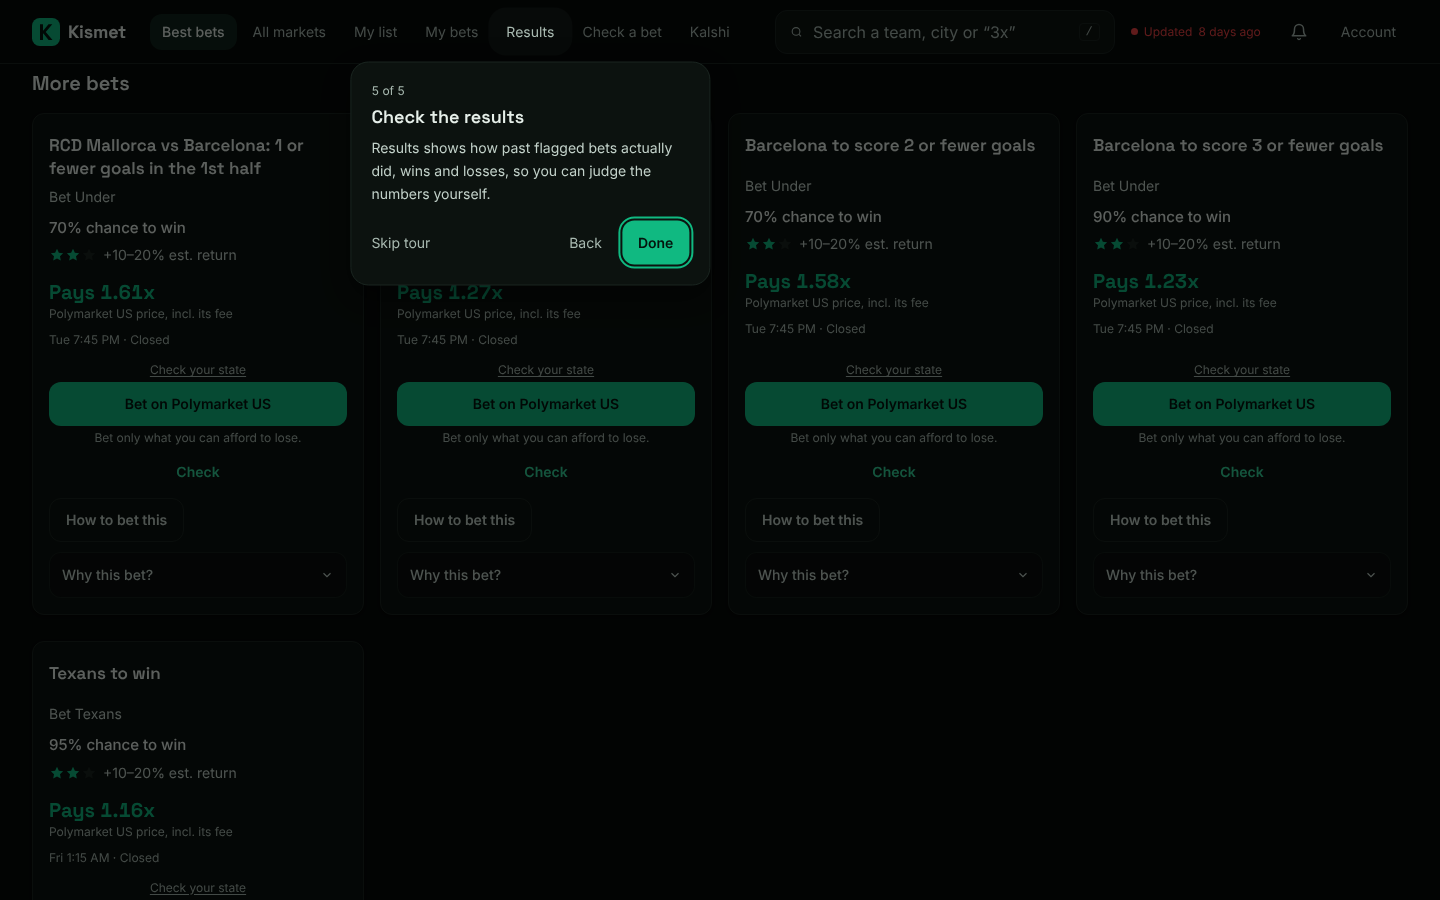 K Kismet
Best bets
All markets
My list
My bets
Results
Check a bet
Kalshi
Search a team, city or “3x”
/
Updated 8 days ago
Account
More bets
5 of 5
Check the results
Results shows how past flagged bets actually
did, wins and losses, so you can judge the
numbers yourself.
Skip tour
Back
Done
RCD Mallorca vs Barcelona: 1 or
fewer goals in the 1st half
Bet Under
70% chance to win
+10–20% est. return
Pays 1.61x
Polymarket US price, incl. its fee
Tue 7:45 PM · Closed
Check your state
Bet on Polymarket US
Bet only what you can afford to lose.
Check
How to bet this
Why this bet?
Pays 1.27x
Polymarket US price, incl. its fee
Tue 7:45 PM · Closed
Check your state
Bet on Polymarket US
Bet only what you can afford to lose.
Check
How to bet this
Why this bet?
Barcelona to score 2 or fewer goals
Bet Under
70% chance to win
+10–20% est. return
Pays 1.58x
Polymarket US price, incl. its fee
Tue 7:45 PM · Closed
Check your state
Bet on Polymarket US
Bet only what you can afford to lose.
Check
How to bet this
Why this bet?
Barcelona to score 3 or fewer goals
Bet Under
90% chance to win
+10–20% est. return
Pays 1.23x
Polymarket US price, incl. its fee
Tue 7:45 PM · Closed
Check your state
Bet on Polymarket US
Bet only what you can afford to lose.
Check
How to bet this
Why this bet?
Texans to win
Bet Texans
95% chance to win
+10–20% est. return
Pays 1.16x
Polymarket US price, incl. its fee
Fri 1:15 AM · Closed
Check your state